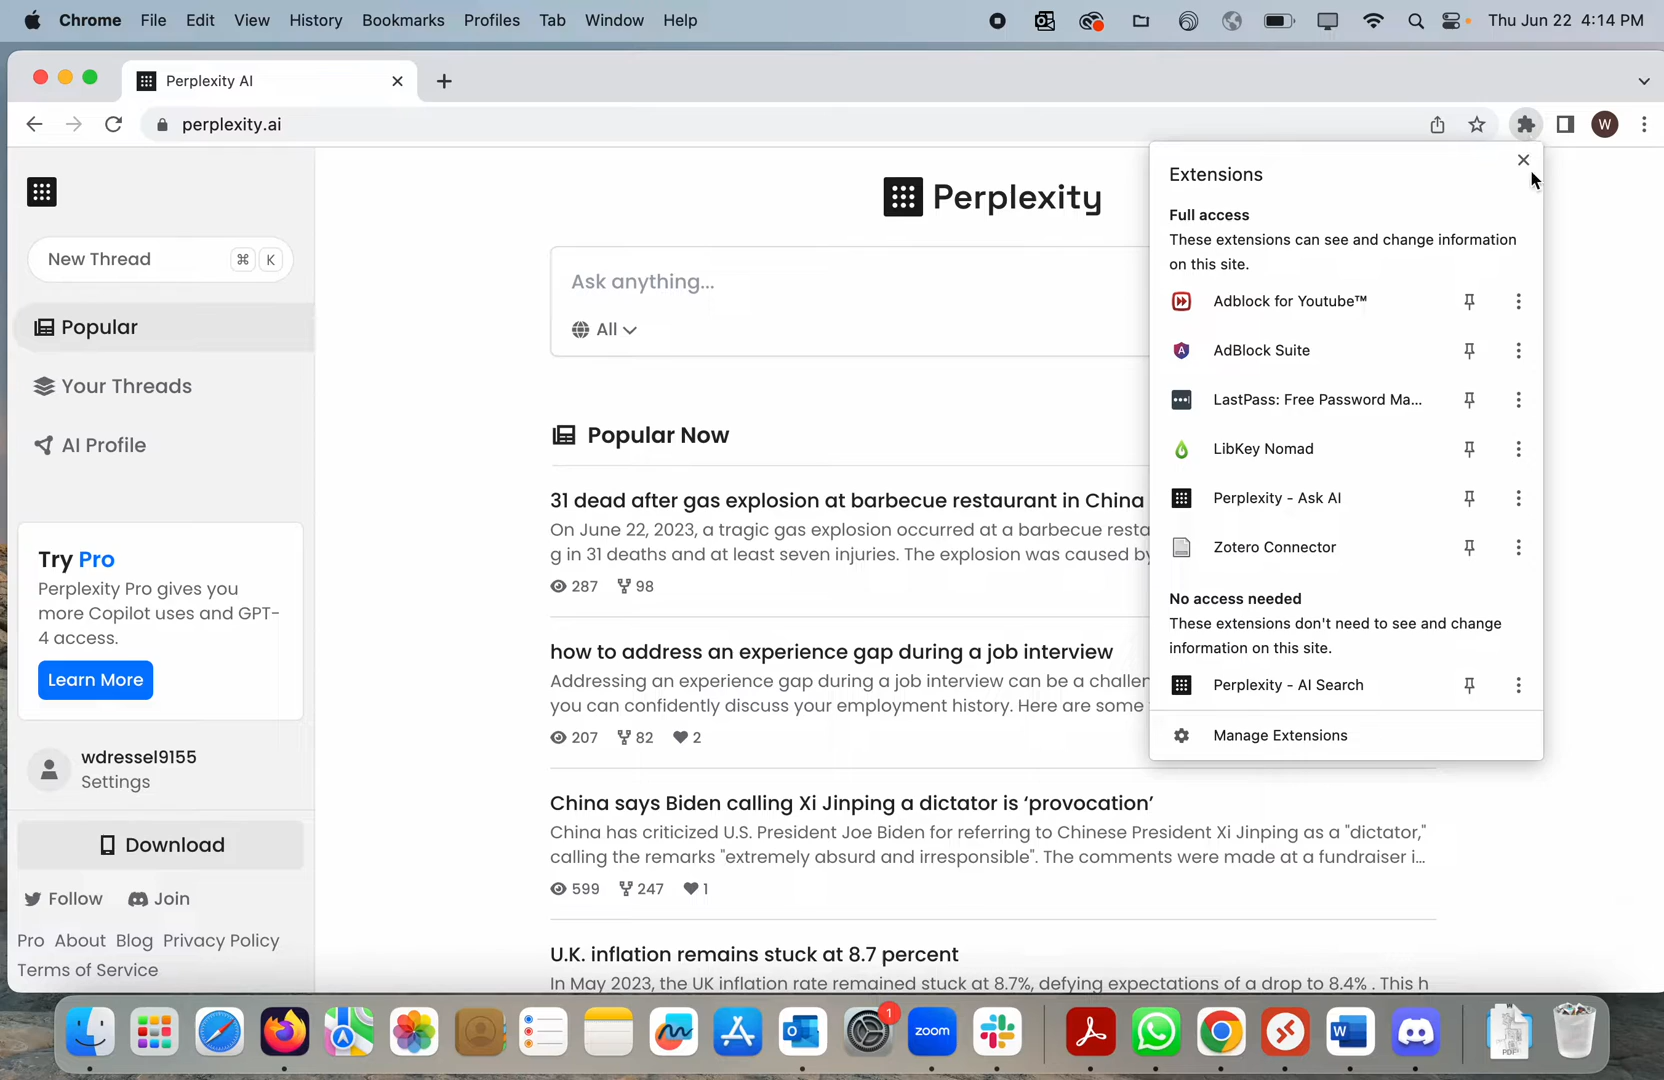 Chrome File Edit View History Bookmarks Profiles Tab Window Help Thu Jun 22 4:14 PM
Perplexity AI
perplexity.ai W
Extensions
Full access
These extensions can see and change information
on this site.
Adblock for Youtube™
AdBlock Suite
LastPass: Free Password Ma...
LibKey Nomad
Perplexity - Ask AI
Zotero Connector
No access needed
These extensions don't need to see and change
information on this site.
Perplexity - AI Search
Manage Extensions
New Thread ⌘ K
Popular
Your Threads
AI Profile
Try Pro
Perplexity Pro gives you
more Copilot uses and GPT-
4 access.
Learn More
wdressel9155
Settings
Download
Follow Join
Pro About Blog Privacy Policy
Terms of Service
Perplexity
Ask anything...
All
Popular Now
31 dead after gas explosion at barbecue restaurant in China
On June 22, 2023, a tragic gas explosion occurred at a barbecue resta
g in 31 deaths and at least seven injuries. The explosion was caused by
287 98
how to address an experience gap during a job interview
Addressing an experience gap during a job interview can be a challen
you can confidently discuss your employment history. Here are some
207 82 2
China says Biden calling Xi Jinping a dictator is ‘provocation’
China has criticized U.S. President Joe Biden for referring to Chinese President Xi Jinping as a "dictator,"
calling the remarks "extremely absurd and irresponsible". The comments were made at a fundraiser i...
599 247 1
U.K. inflation remains stuck at 8.7 percent
In May 2023, the UK inflation rate remained stuck at 8.7%, defying expectations of a drop to 8.4% . This h
1
zoom
PDF